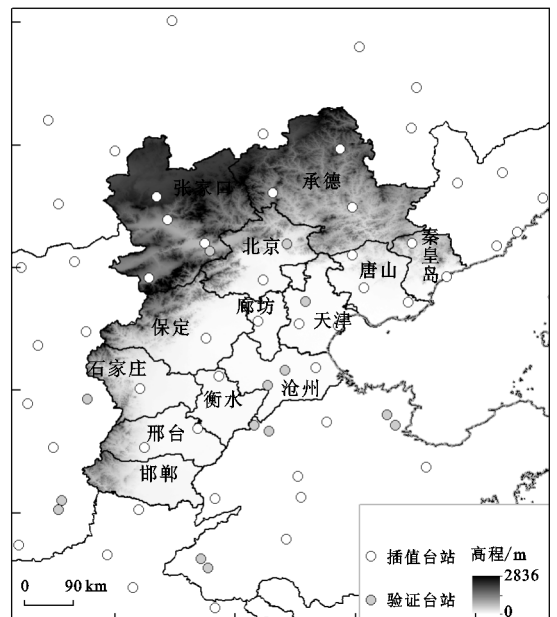 张家口
承德
北京
秦皇岛
唐山
廊坊
天津
保定
石家庄
沧州
衡水
邢台
邯郸
插值台站
高程/m
2836
0
验证台站
0 90 km